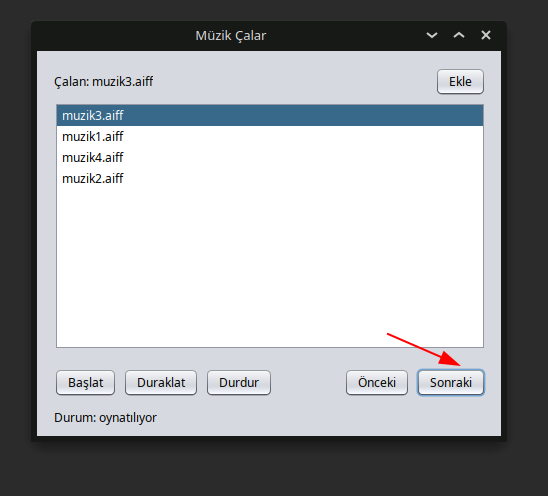 Müzik Çalar
Çalan: muzik3.aiff
Ekle
muzik3.aiff
muzik1.aiff
muzik4.aiff
muzik2.aiff
Başlat Duraklat Durdur Önceki Sonraki
Durum: oynatılıyor